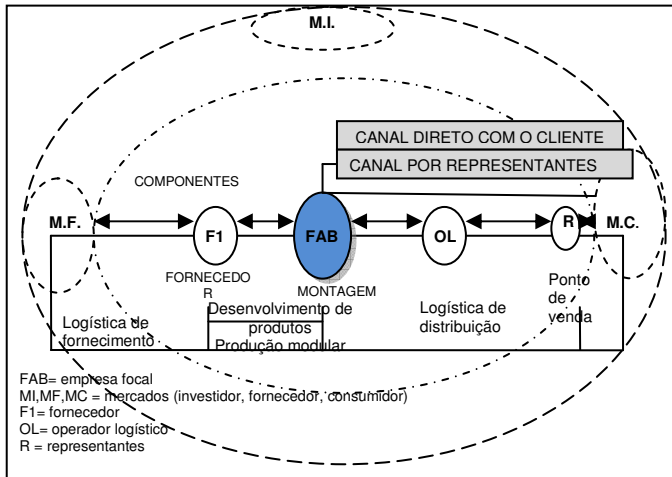 M.I.
CANAL DIRETO COM O CLIENTE
CANAL POR REPRESENTANTES
COMPONENTES
M.F.
F1
FAB
OL
R
M.C.
FORNECEDO
R
MONTAGEM
Desenvolvimento de
produtos
Produção modular
Logística de
fornecimento
Logística de
distribuição
Ponto
de
venda
FAB= empresa focal
MI,MF,MC = mercados (investidor, fornecedor, consumidor)
F1= fornecedor
OL= operador logístico
R = representantes